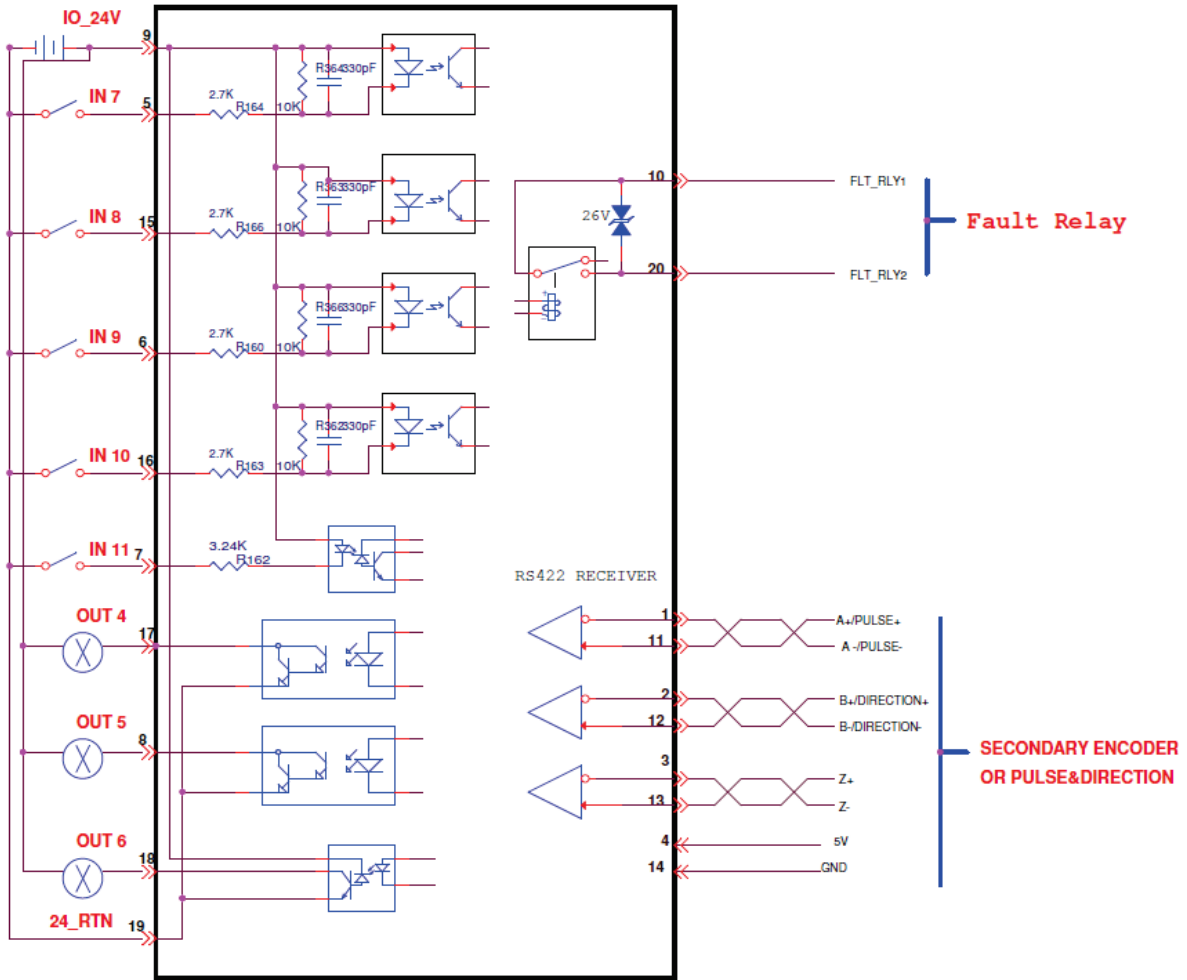 IO_24V
9
R364 330pF
IN 7
5
2.7K
R164
10K
R363 330pF
IN 8
15
2.7K
R166
10K
10
FLT_RLY1
26V
Fault Relay
20
FLT_RLY2
R366 330pF
IN 9
6
2.7K
R160
10K
R362 330pF
IN 10
16
2.7K
R163
10K
IN 11
7
3.24K
R162
RS422 RECEIVER
OUT 4
17
1
A+/PULSE+
11
A-/PULSE-
2
B+/DIRECTION+
12
B-/DIRECTION-
OUT 5
8
3
Z+
13
Z-
SECONDARY ENCODER
OR PULSE&DIRECTION
4
5V
14
GND
OUT 6
18
24_RTN
19